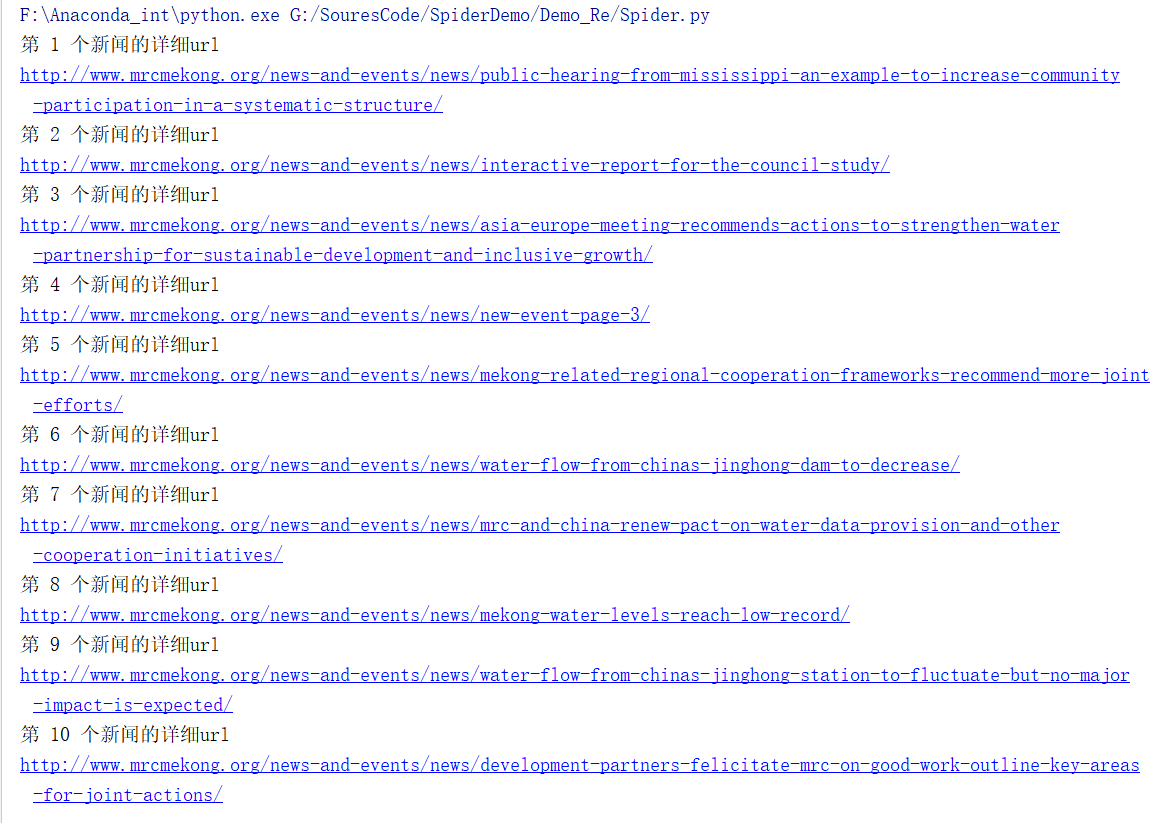 F:\Anaconda_int\python.exe G:/SouresCode/SpiderDemo/Demo_Re/Spider.py
第 1 个新闻的详细url
http://www.mrcmekong.org/news-and-events/news/public-hearing-from-mississippi-an-example-to-increase-community
-participation-in-a-systematic-structure/
第 2 个新闻的详细url
http://www.mrcmekong.org/news-and-events/news/interactive-report-for-the-council-study/
第 3 个新闻的详细url
http://www.mrcmekong.org/news-and-events/news/asia-europe-meeting-recommends-actions-to-strengthen-water
-partnership-for-sustainable-development-and-inclusive-growth/
第 4 个新闻的详细url
http://www.mrcmekong.org/news-and-events/news/new-event-page-3/
第 5 个新闻的详细url
http://www.mrcmekong.org/news-and-events/news/mekong-related-regional-cooperation-frameworks-recommend-more-joint
-efforts/
第 6 个新闻的详细url
http://www.mrcmekong.org/news-and-events/news/water-flow-from-chinas-jinghong-dam-to-decrease/
第 7 个新闻的详细url
http://www.mrcmekong.org/news-and-events/news/mrc-and-china-renew-pact-on-water-data-provision-and-other
-cooperation-initiatives/
第 8 个新闻的详细url
http://www.mrcmekong.org/news-and-events/news/mekong-water-levels-reach-low-record/
第 9 个新闻的详细url
http://www.mrcmekong.org/news-and-events/news/water-flow-from-chinas-jinghong-station-to-fluctuate-but-no-major
-impact-is-expected/
第 10 个新闻的详细url
http://www.mrcmekong.org/news-and-events/news/development-partners-felicitate-mrc-on-good-work-outline-key-areas
-for-joint-actions/